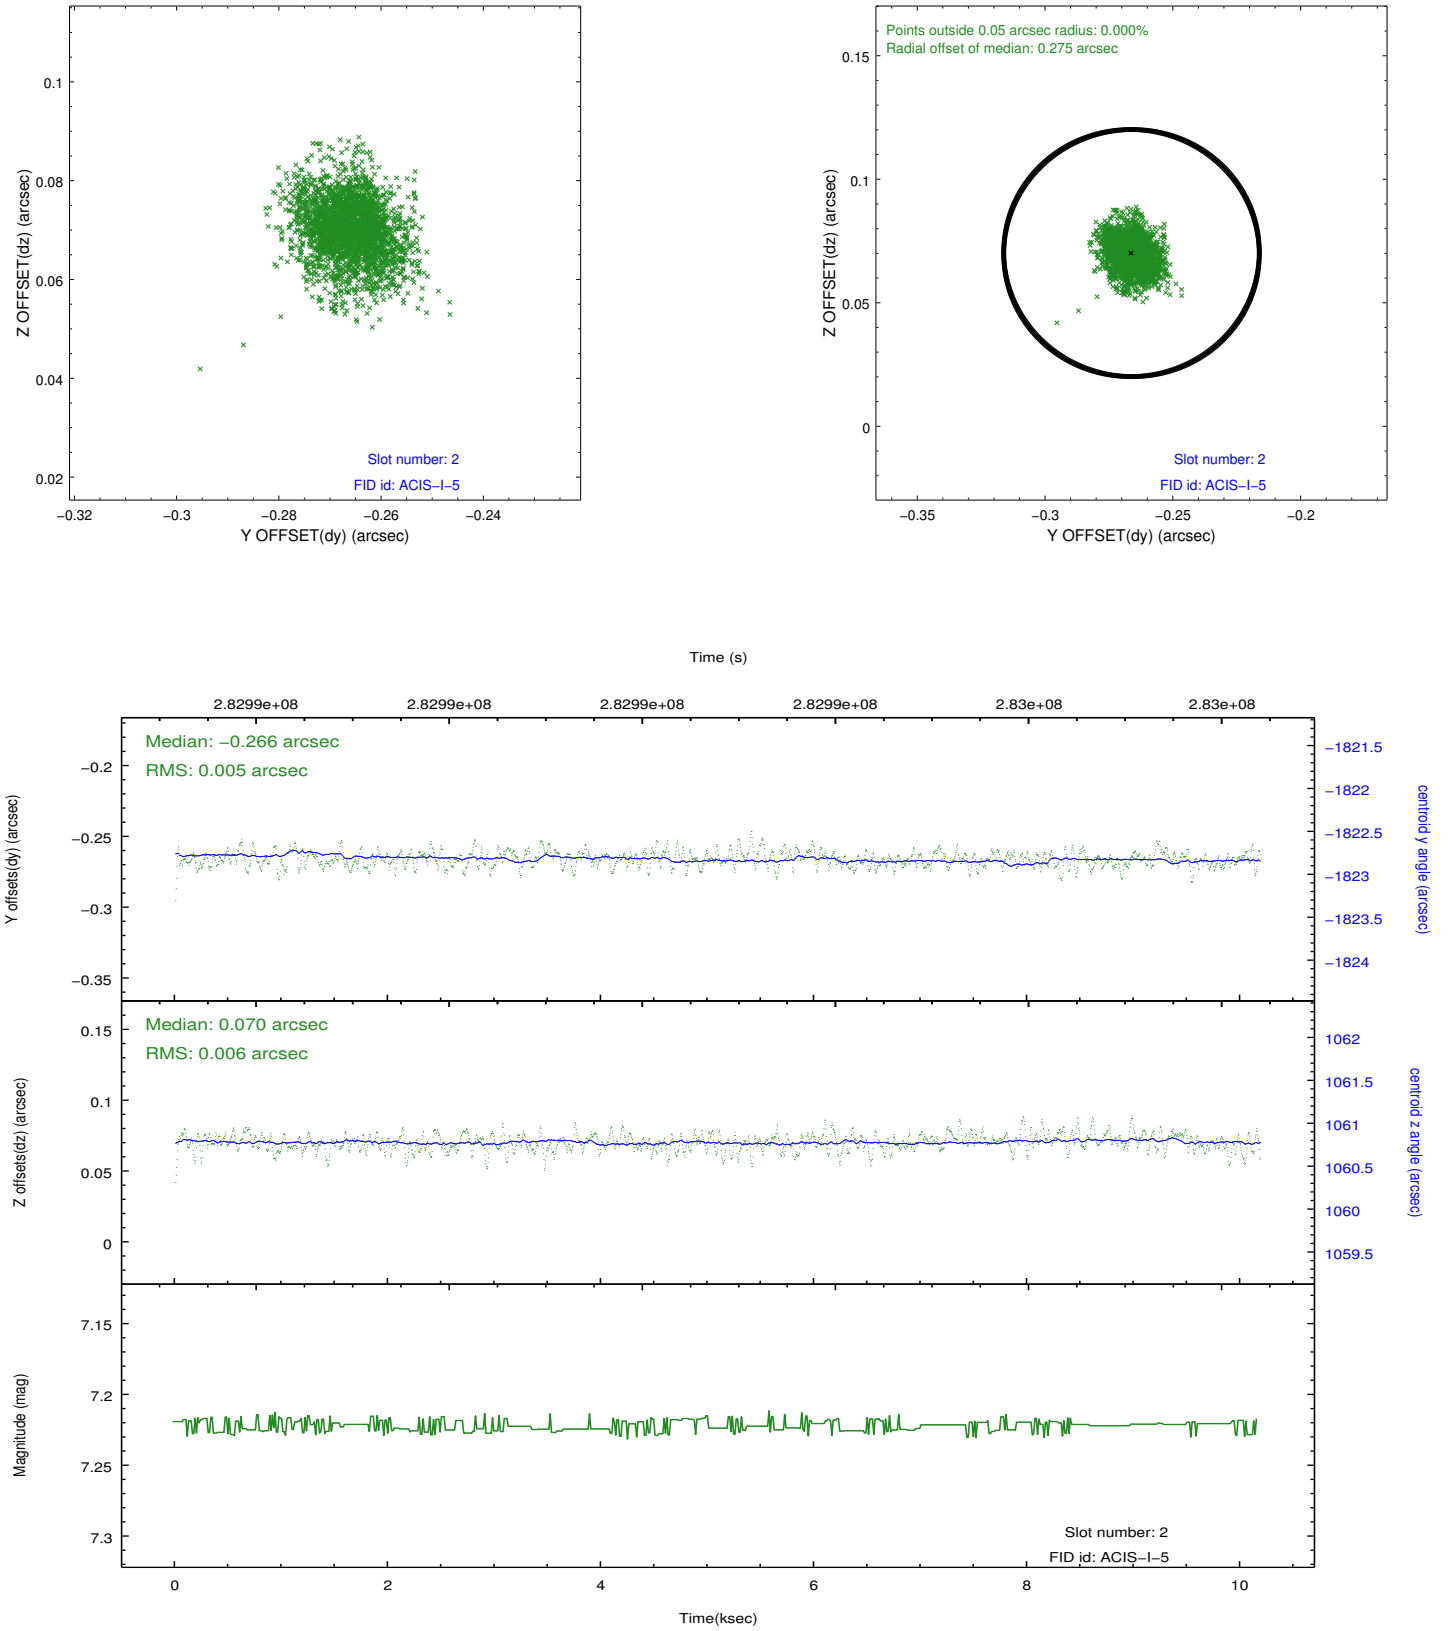 0.1
0.08
0.06
0.04
0.02
Z OFFSET(dz) (arcsec)
Slot number: 2
FID id: ACIS−I−5
−0.32 −0.3 −0.28 −0.26 −0.24
Y OFFSET(dy) (arcsec)
Points outside 0.05 arcsec radius: 0.000%
Radial offset of median: 0.275 arcsec
0.15
0.1
0.05
0
Z OFFSET(dz) (arcsec)
Slot number: 2
FID id: ACIS−I−5
−0.35 −0.3 −0.25 −0.2
Y OFFSET(dy) (arcsec)
Time (s)
2.8299e+08 2.8299e+08 2.8299e+08 2.8299e+08 2.83e+08 2.83e+08
Median: −0.266 arcsec
RMS: 0.005 arcsec
−0.2
−0.25
−0.3
−0.35
Y offsets(dy) (arcsec)
−1821.5
−1822
−1822.5
−1823
−1823.5
−1824
centroid y angle (arcsec)
Median: 0.070 arcsec
RMS: 0.006 arcsec
0.15
0.1
0.05
0
Z offsets(dz) (arcsec)
1062
1061.5
1061
1060.5
1060
1059.5
centroid z angle (arcsec)
7.15
7.2
7.25
7.3
Magnitude (mag)
Slot number: 2
FID id: ACIS−I−5
0 2 4 6 8 10
Time(ksec)